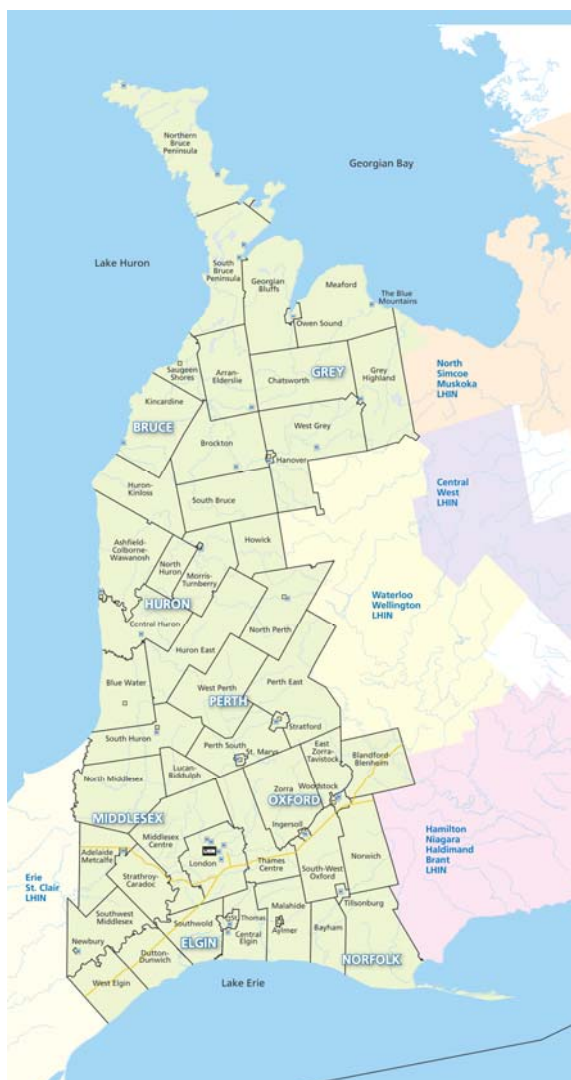 Northern
Bruce
Peninsula
Georgian Bay
Lake Huron
South
Bruce
Peninsula
Georgian
Bluffs
Meaford
The Blue
Mountains
Owen Sound
Saugeen
Shores
Arran-
Elderslie
Chatsworth
GREY
Grey
Highland
North
Simcoe
Muskoka
LHIN
Kincardine
BRUCE
Brockton
West Grey
Hanover
Huron-
Kinloss
South Bruce
Central
West
LHIN
Ashfield-
Colborne-
Wawanosh
North
Huron
Morris-
Turnberry
Howick
HURON
Central Huron
Waterloo
Wellington
LHIN
Huron East
North Perth
Blue Water
West Perth
PERTH
Perth East
Stratford
South Huron
Perth South
St. Marys
East
Zorra-
Tavistock
Blandford-
Blenheim
North Middlesex
Lucan-
Biddulph
Zorra
Woodstock
OXFORD
MIDDLESEX
Middlesex
Centre
Ingersoll
Hamilton
Niagara
Haldimand
Brant
LHIN
Adelaide
Metcalfe
London
Thames
Centre
South-West
Oxford
Norwich
Erie
St. Clair
LHIN
Strathroy-
Caradoc
Southwest
Middlesex
Tillsonburg
Newbury
Southwold
St. Thomas
Malahide
ELGIN
Central
Elgin
Aylmer
Bayham
Dutton-
Dunwich
NORFOLK
West Elgin
Lake Erie